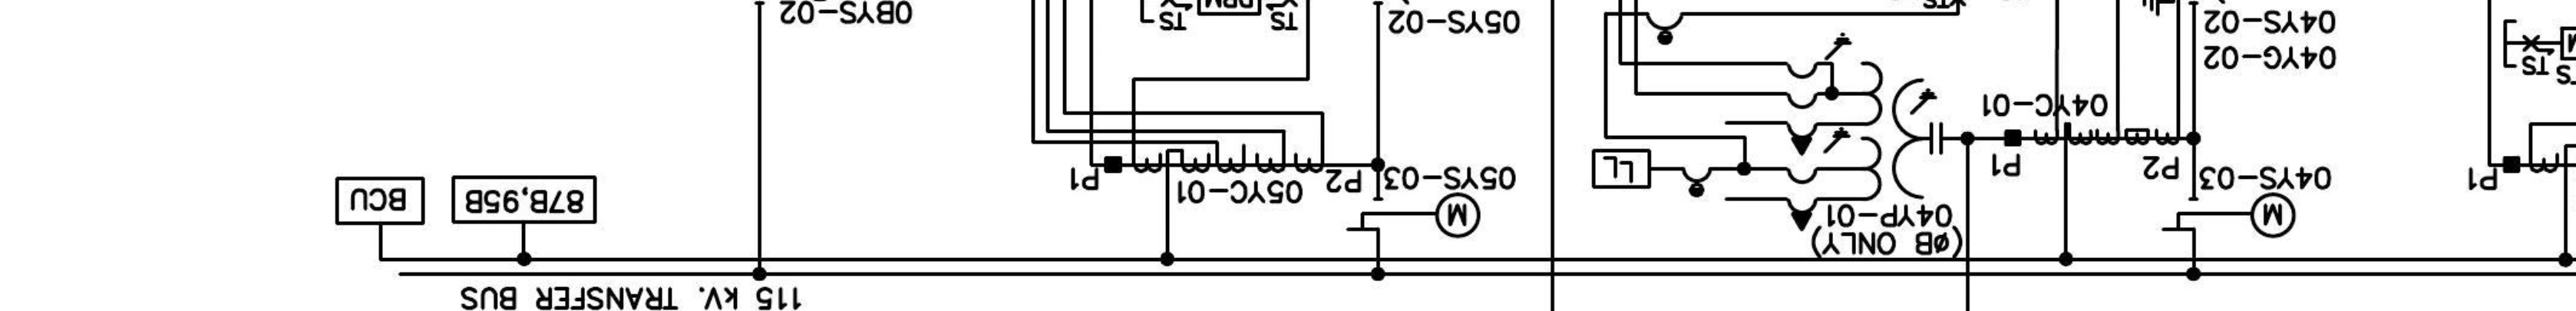 115 kV. TRANSFER BUS
(ØB ONLY)
04YP-01
M
M
87B,95B
BCU
P1
04YS-03
P2
P1
LL
05YS-03
P2
05YC-01
P1
04YC-01
TS
04YG-02
04YS-02
05YS-02
TS
TS
0BYS-02